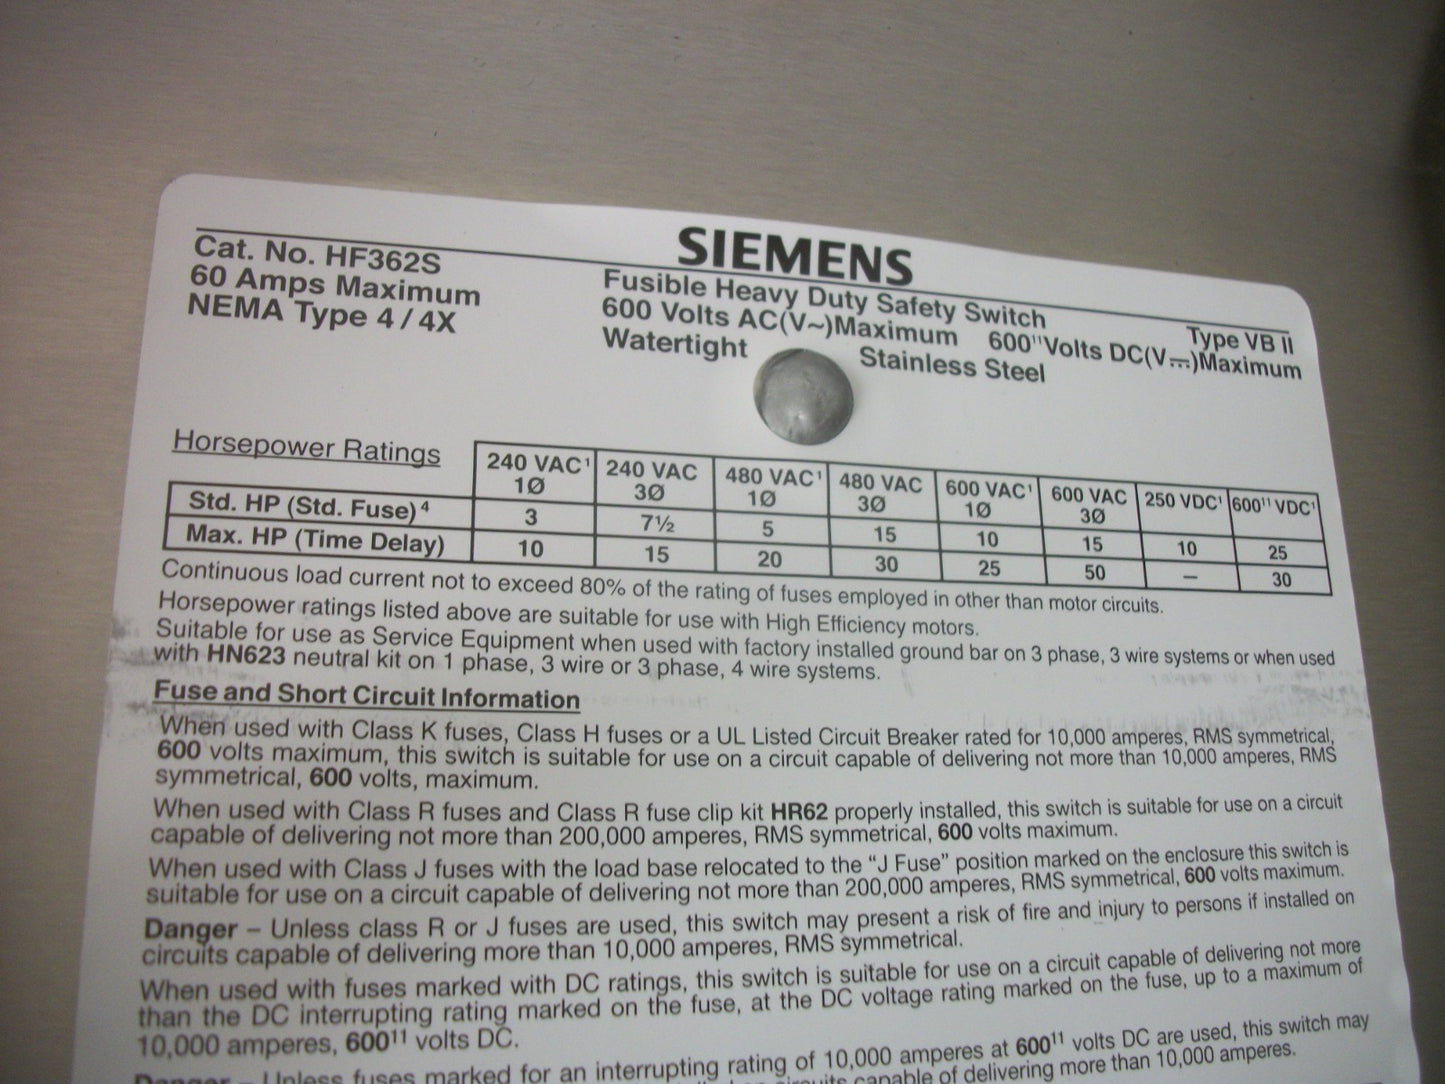 SIEMENS
Cat. No. HF362S
60 Amps Maximum
NEMA Type 4 / 4X
Fusible Heavy Duty Safety Switch
Type VB II
600 Volts AC(V~)Maximum 600¹¹Volts DC(V⎓)Maximum
Watertight Stainless Steel
Horsepower Ratings
240 VAC¹ 1Ø 240 VAC 3Ø 480 VAC¹ 1Ø 480 VAC 3Ø 600 VAC¹ 1Ø 600 VAC 3Ø 250 VDC¹ 600¹¹ VDC¹
Std. HP (Std. Fuse)⁴ 3 7½ 5 15 10 15 10 25
Max. HP (Time Delay) 10 15 20 30 25 50 – 30
Continuous load current not to exceed 80% of the rating of fuses employed in other than motor circuits.
Horsepower ratings listed above are suitable for use with High Efficiency motors.
Suitable for use as Service Equipment when used with factory installed ground bar on 3 phase, 3 wire systems or when used
with HN623 neutral kit on 1 phase, 3 wire or 3 phase, 4 wire systems.
Fuse and Short Circuit Information
When used with Class K fuses, Class H fuses or a UL Listed Circuit Breaker rated for 10,000 amperes, RMS symmetrical,
600 volts maximum, this switch is suitable for use on a circuit capable of delivering not more than 10,000 amperes, RMS
symmetrical, 600 volts, maximum.
When used with Class R fuses and Class R fuse clip kit HR62 properly installed, this switch is suitable for use on a circuit
capable of delivering not more than 200,000 amperes, RMS symmetrical, 600 volts maximum.
When used with Class J fuses with the load base relocated to the “J Fuse” position marked on the enclosure this switch is
suitable for use on a circuit capable of delivering not more than 200,000 amperes, RMS symmetrical, 600 volts maximum.
Danger – Unless class R or J fuses are used, this switch may present a risk of fire and injury to persons if installed on
circuits capable of delivering more than 10,000 amperes, RMS symmetrical.
When used with fuses marked with DC ratings, this switch is suitable for use on a circuit capable of delivering not more
than the DC interrupting rating marked on the fuse, at the DC voltage rating marked on the fuse, up to a maximum of
10,000 amperes, 600¹¹ volts DC.
Danger – Unless fuses marked for an interrupting rating of 10,000 amperes at 600¹¹ volts DC are used, this switch may
circuits capable of delivering more than 10,000 amperes.